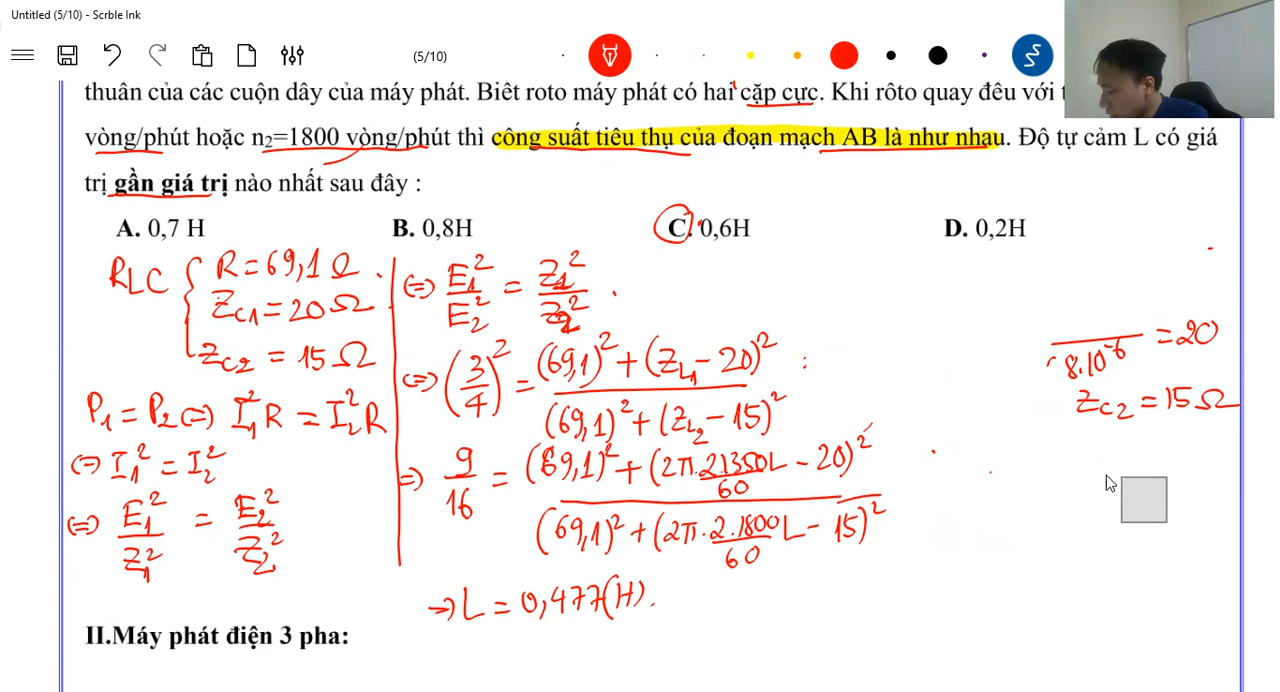 Untitled (5/10) - Scrble Ink
(5/10)
thuân của các cuộn dây của máy phát. Biêt roto máy phát có hai cặp cực. Khi rôto quay đêu với t
vòng/phút hoặc n2=1800 vòng/phút thì công suất tiêu thụ của đoạn mạch AB là như nhau. Độ tự cảm L có giá
trị gần giá trị nào nhất sau đây :
A. 0,7 H B. 0,8H C. 0,6H D. 0,2H
RLC { R = 69,1 Ω
ZC1 = 20 Ω
ZC2 = 15 Ω
P1 = P2 (=) I1² R = I2² R
(=) I1² = I2²
(=) E1²/Z1² = E2²/Z2²
(=) E1²/E2² = Z1²/Z2²
(=) (3/4)² = ((69,1)² + (ZL1 - 20)²)/((69,1)² + (ZL2 - 15)²)
=) 9/16 = ((69,1)² + (2π.2.1350/60 L - 20)²)/((69,1)² + (2π.2.1800/60 L - 15)²)
→ L = 0,477(H).
8.10⁻⁶ = 20
ZC2 = 15 Ω
II.Máy phát điện 3 pha: